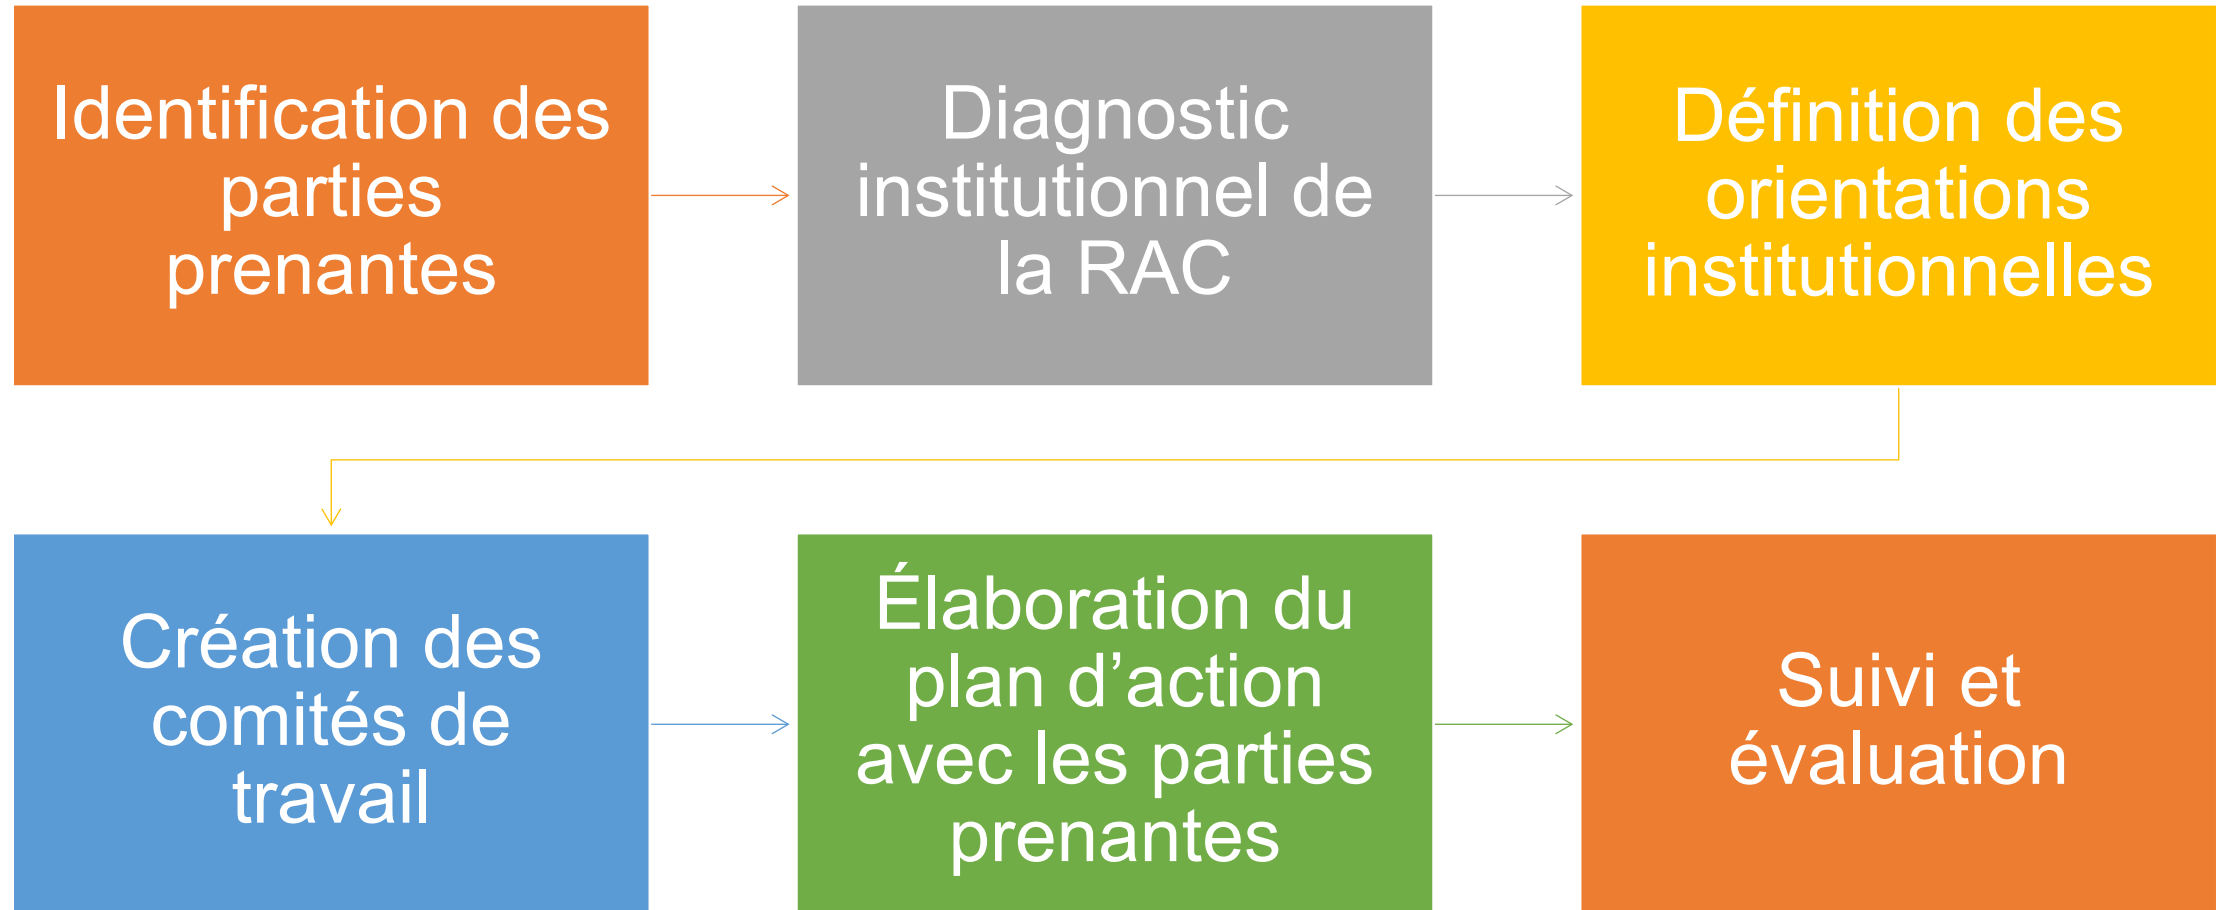 Identification des
parties
prenantes
Diagnostic
institutionnel de
la RAC
Définition des
orientations
institutionnelles
Création des
comités de
travail
Élaboration du
plan d’action
avec les parties
prenantes
Suivi et
évaluation